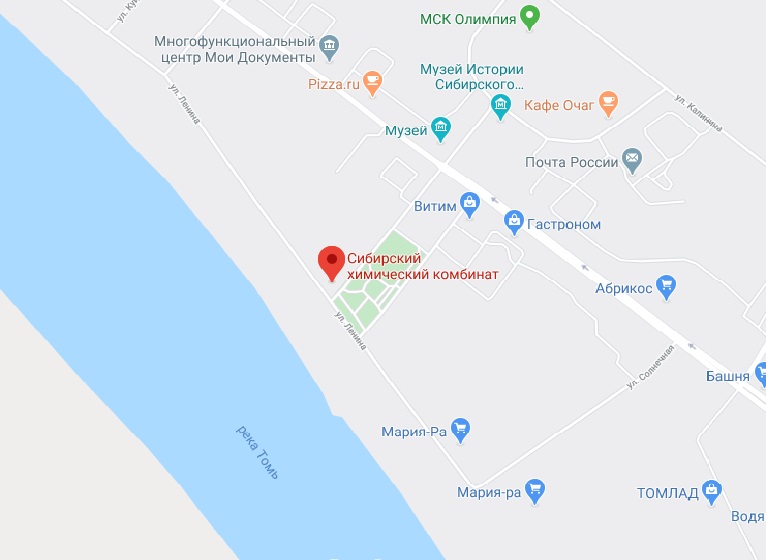 ул. Ку
МСК Олимпия
Многофункциональный
центр Мои Документы
Музей Истории
Сибирского...
Pizza.ru
ул. Ленина
Кафе Очаг
ул. Калинина
Музей
Почта России
Витим
Гастроном
Сибирский
химический комбинат
Абрикос
ул. Ленина
ул. Солнечная
Башня
Мария-Ра
река Томь
Мария-ра
ТОМЛАД
Водя